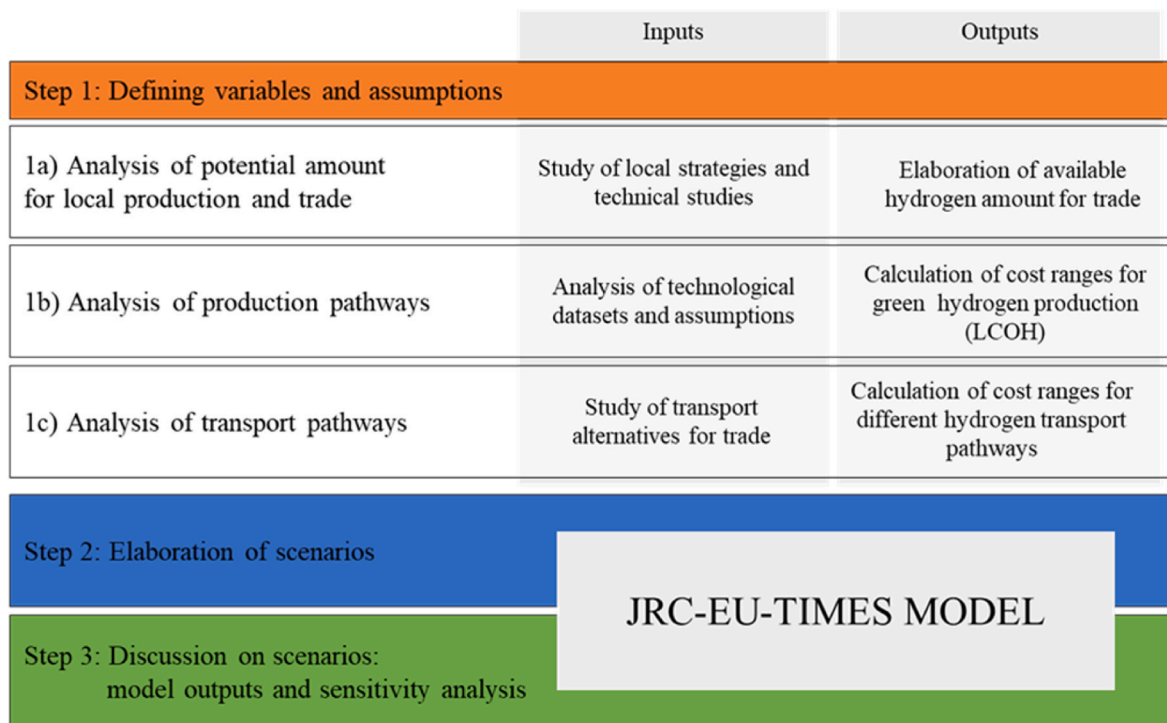 Inputs
Outputs
Step 1: Defining variables and assumptions
1a) Analysis of potential amount
for local production and trade
Study of local strategies and
technical studies
Elaboration of available
hydrogen amount for trade
1b) Analysis of production pathways
Analysis of technological
datasets and assumptions
Calculation of cost ranges for
green hydrogen production
(LCOH)
1c) Analysis of transport pathways
Study of transport
alternatives for trade
Calculation of cost ranges for
different hydrogen transport
pathways
Step 2: Elaboration of scenarios
JRC-EU-TIMES MODEL
Step 3: Discussion on scenarios:
model outputs and sensitivity analysis